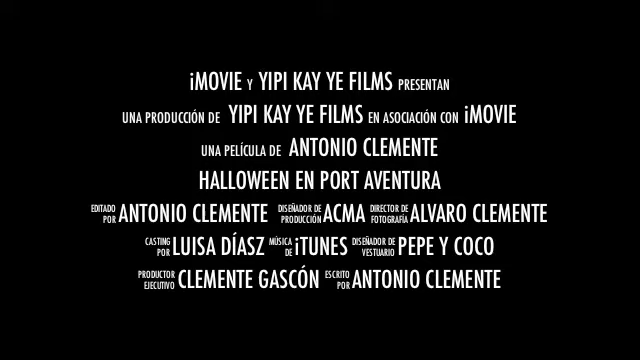 iMOVIE Y YIPI KAY YE FILMS PRESENTAN
UNA PRODUCCIÓN DE YIPI KAY YE FILMS EN ASOCIACIÓN CON iMOVIE
UNA PELÍCULA DE ANTONIO CLEMENTE
HALLOWEEN EN PORT AVENTURA
EDITADO POR ANTONIO CLEMENTE DISEÑADOR DE PRODUCCIÓN ACMA DIRECTOR DE FOTOGRAFÍA ALVARO CLEMENTE
CASTING POR LUISA DÍASZ MÚSICA DE iTUNES DISEÑADOR DE VESTUARIO PEPE Y COCO
PRODUCTOR EJECUTIVO CLEMENTE GASCÓN ESCRITO POR ANTONIO CLEMENTE